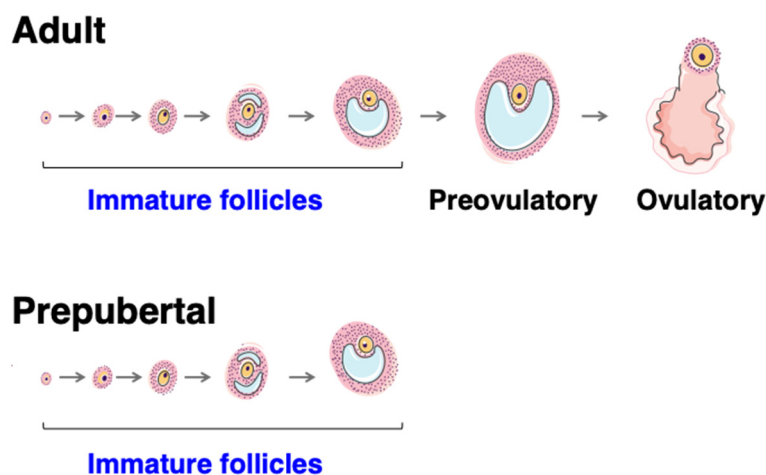 Adult
Immature follicles
Preovulatory
Ovulatory
Prepubertal
Immature follicles